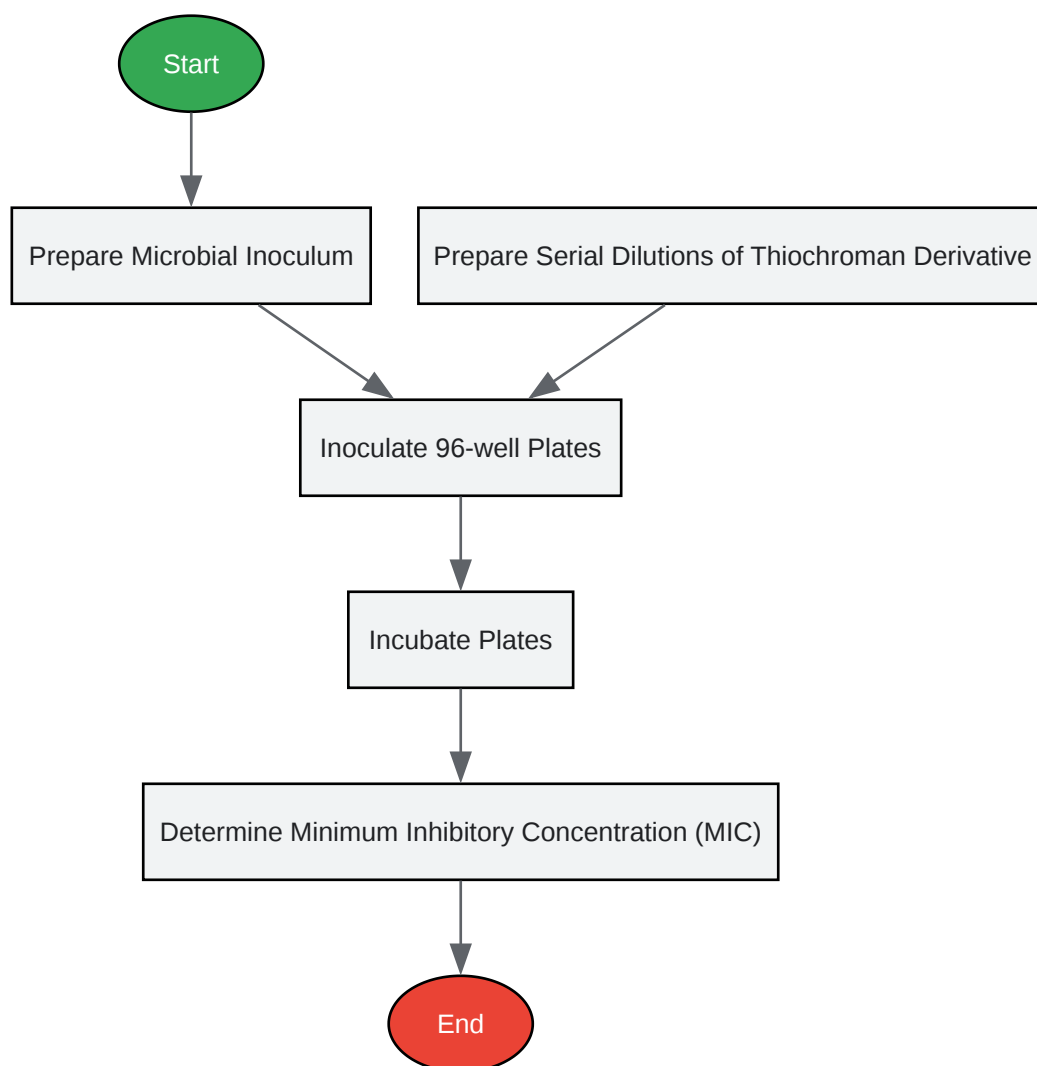 Start
Prepare Microbial Inoculum
Prepare Serial Dilutions of Thiochroman Derivative
Inoculate 96-well Plates
Incubate Plates
Determine Minimum Inhibitory Concentration (MIC)
End